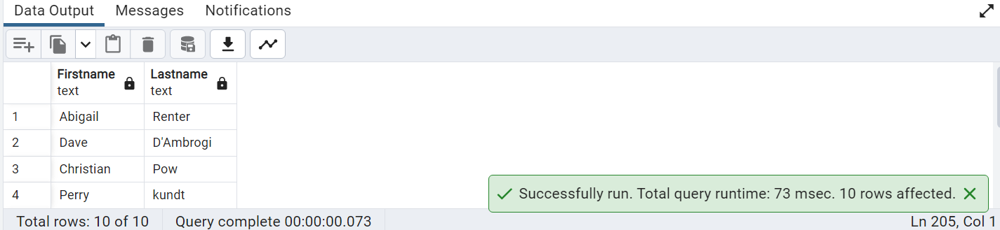 Data Output Messages Notifications
Firstname Lastname
text text
1 Abigail Renter
2 Dave D'Ambrogi
3 Christian Pow
4 Perry kundt
Successfully run. Total query runtime: 73 msec. 10 rows affected.
Total rows: 10 of 10 Query complete 00:00:00.073 Ln 205, Col 1